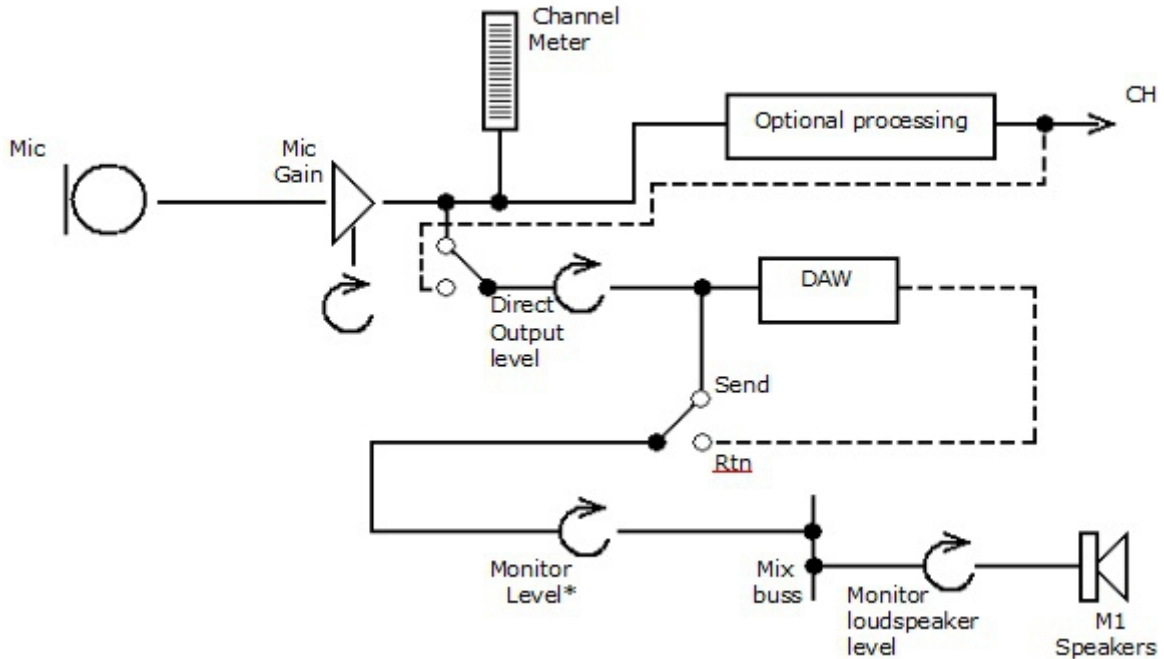 Channel
Meter
CH
Optional processing
Mic
Mic
Gain
DAW
Direct
Output
level
Send
Rtn
Monitor
Level*
Mix
buss
Monitor
loudspeaker
level
M1
Speakers